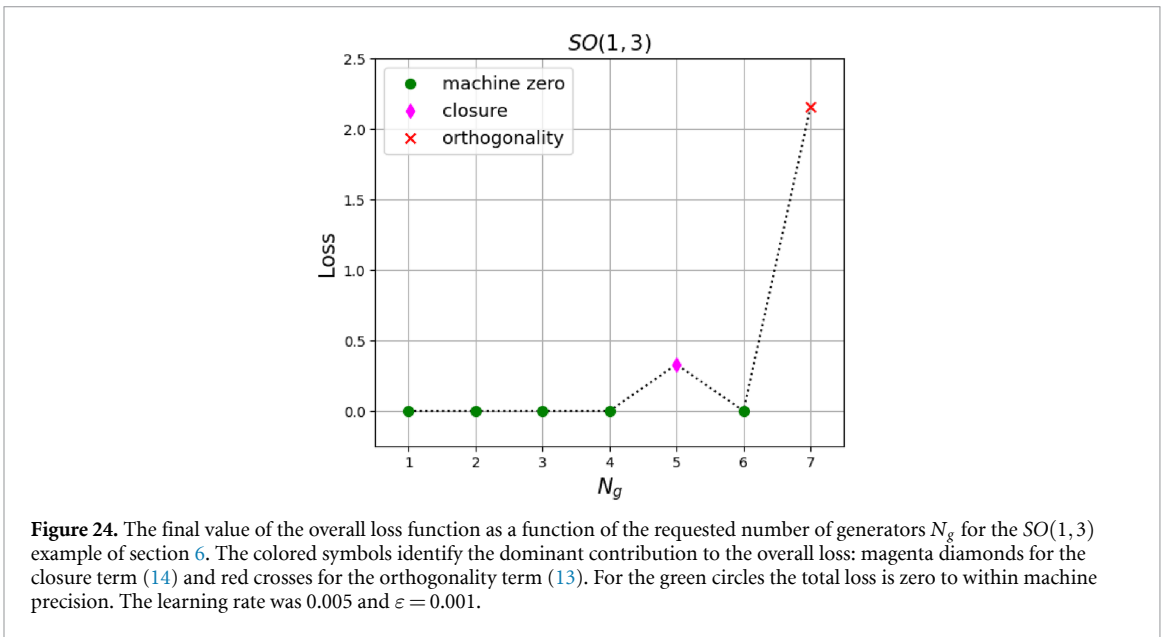 SO(1, 3)
2.5
2.0
1.5
1.0
0.5
0.0
Loss
machine zero
closure
orthogonality
1 2 3 4 5 6 7
N_g
Figure 24. The final value of the overall loss function as a function of the requested number of generators N_g for the SO(1,3)
example of section 6. The colored symbols identify the dominant contribution to the overall loss: magenta diamonds for the
closure term (14) and red crosses for the orthogonality term (13). For the green circles the total loss is zero to within machine
precision. The learning rate was 0.005 and ε = 0.001.